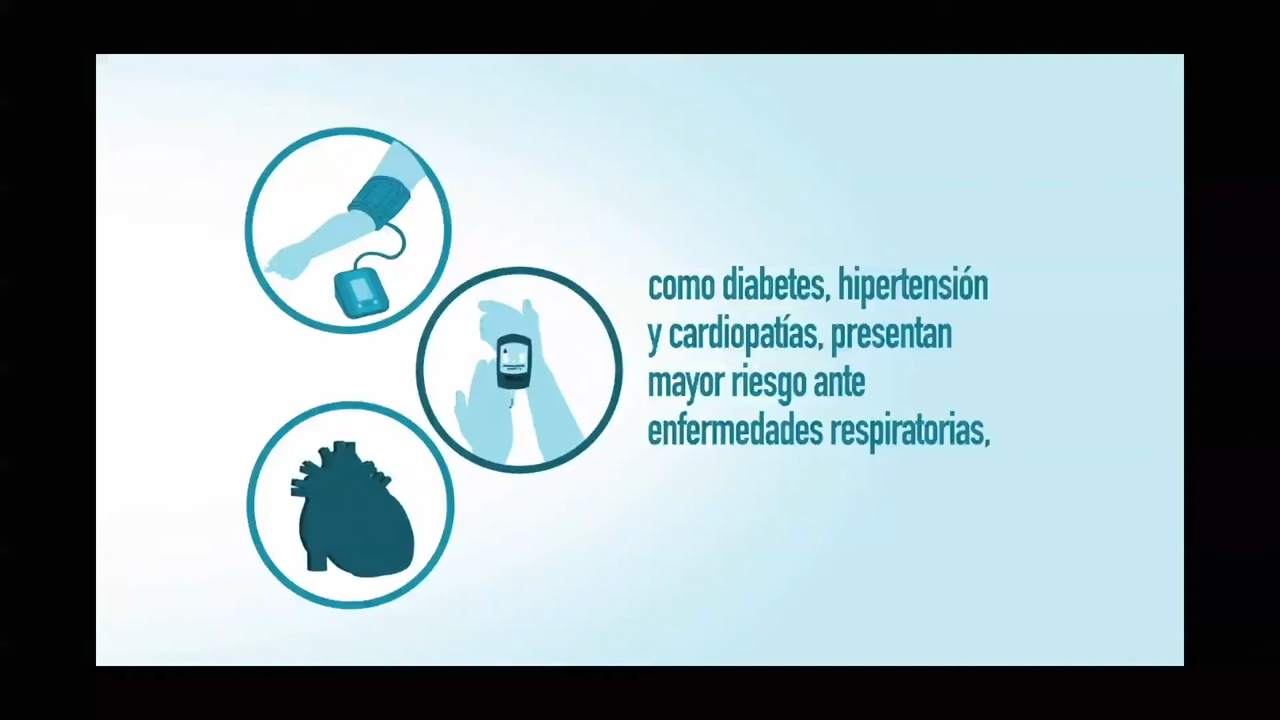 como diabetes, hipertensión
y cardiopatías, presentan
mayor riesgo ante
enfermedades respiratorias,